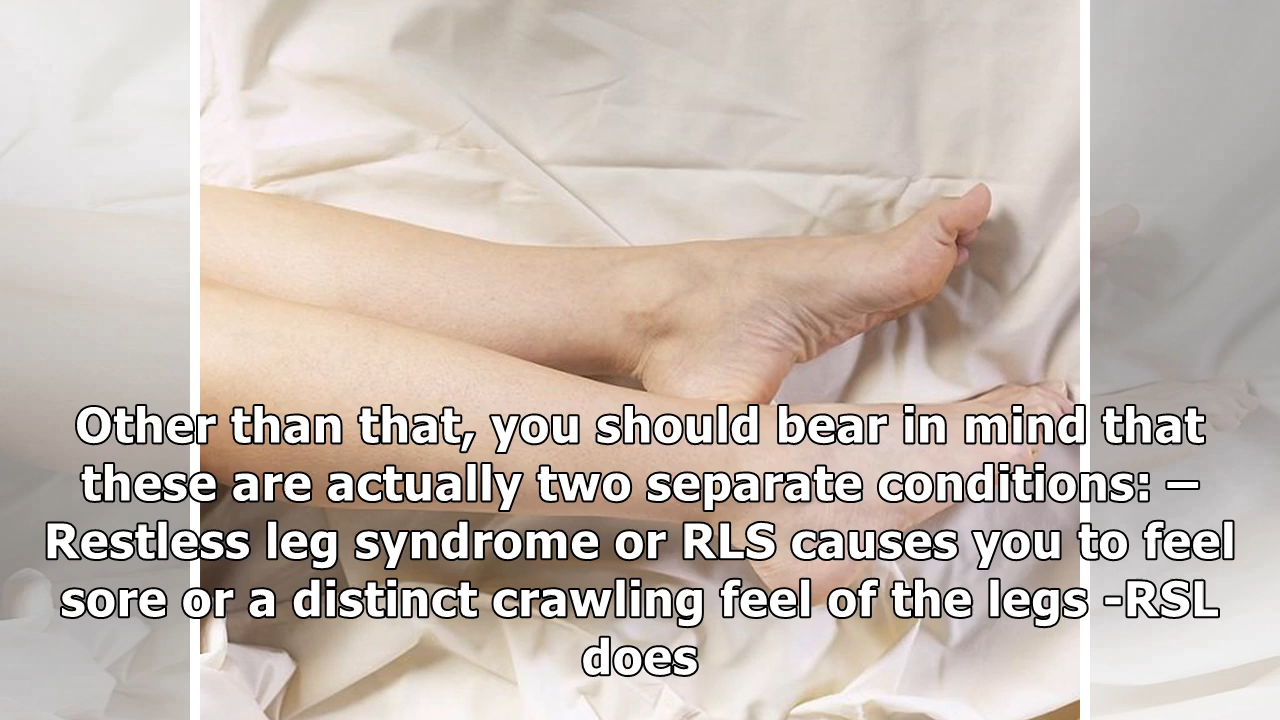 Other than that, you should bear in mind that
these are actually two separate conditions: –
Restless leg syndrome or RLS causes you to feel
sore or a distinct crawling feel of the legs -RSL
does